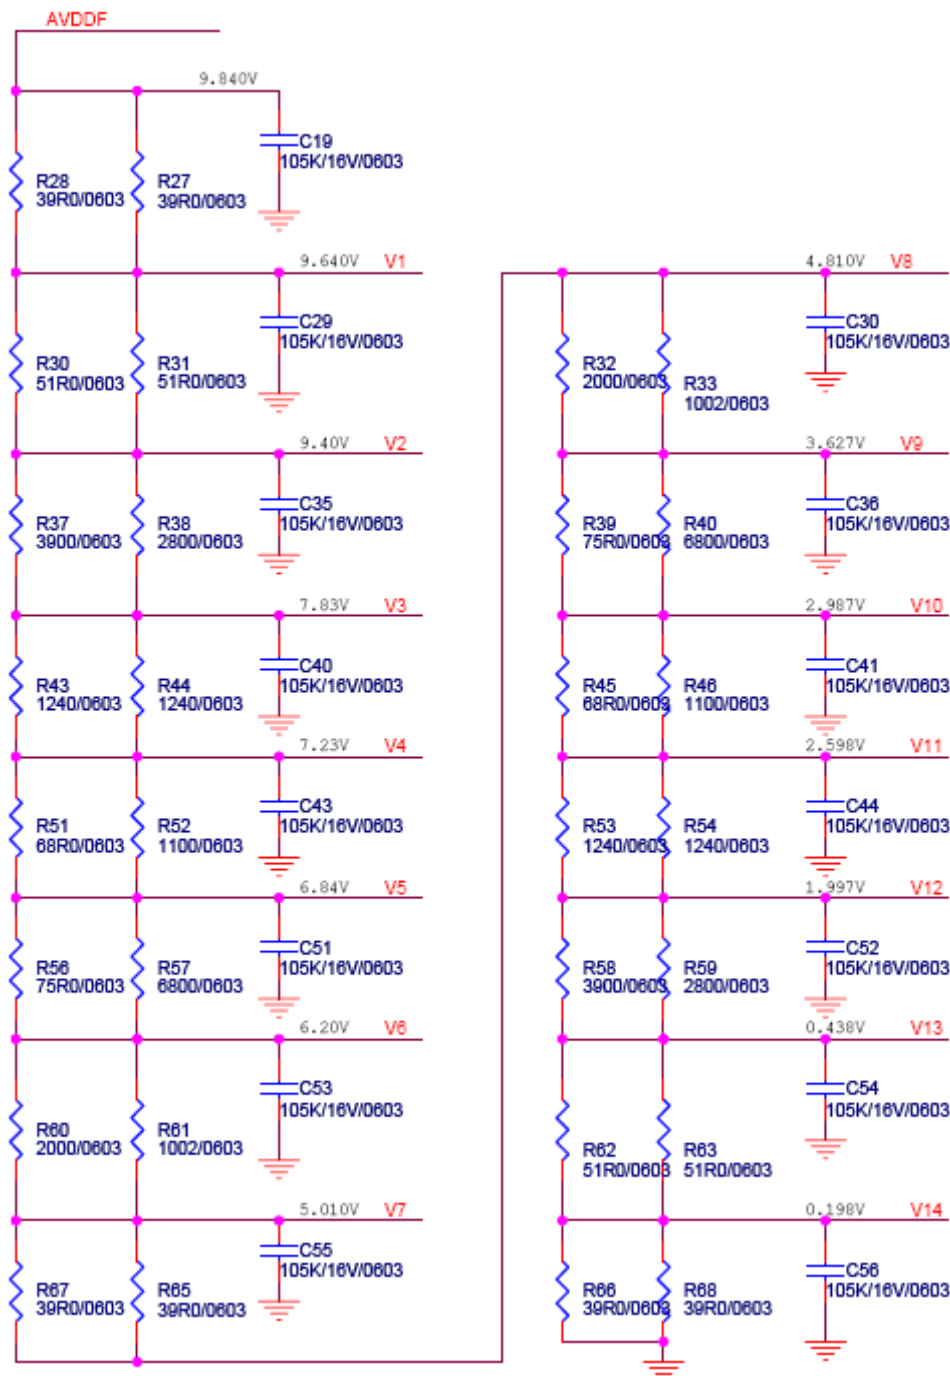 AVDDF
9.840V
C19
105K/16V/0603
R28
39R0/0603
R27
39R0/0603
9.640V V1
C29
105K/16V/0603
R30
51R0/0603
R31
51R0/0603
9.40V V2
C35
105K/16V/0603
R37
3900/0603
R38
2800/0603
7.83V V3
C40
105K/16V/0603
R43
1240/0603
R44
1240/0603
7.23V V4
C43
105K/16V/0603
R51
68R0/0603
R52
1100/0603
6.84V V5
C51
105K/16V/0603
R56
75R0/0603
R57
6800/0603
6.20V V6
C53
105K/16V/0603
R60
2000/0603
R61
1002/0603
5.010V V7
C55
105K/16V/0603
R67
39R0/0603
R65
39R0/0603
4.810V V8
C30
105K/16V/0603
R32
2000/0603
R33
1002/0603
3.627V V9
C36
105K/16V/0603
R39
75R0/0603
R40
6800/0603
2.987V V10
C41
105K/16V/0603
R45
68R0/0603
R46
1100/0603
2.598V V11
C44
105K/16V/0603
R53
1240/0603
R54
1240/0603
1.997V V12
C52
105K/16V/0603
R58
3900/0603
R59
2800/0603
0.438V V13
C54
105K/16V/0603
R62
51R0/0603
R63
51R0/0603
0.198V V14
C56
105K/16V/0603
R66
39R0/0603
R68
39R0/0603